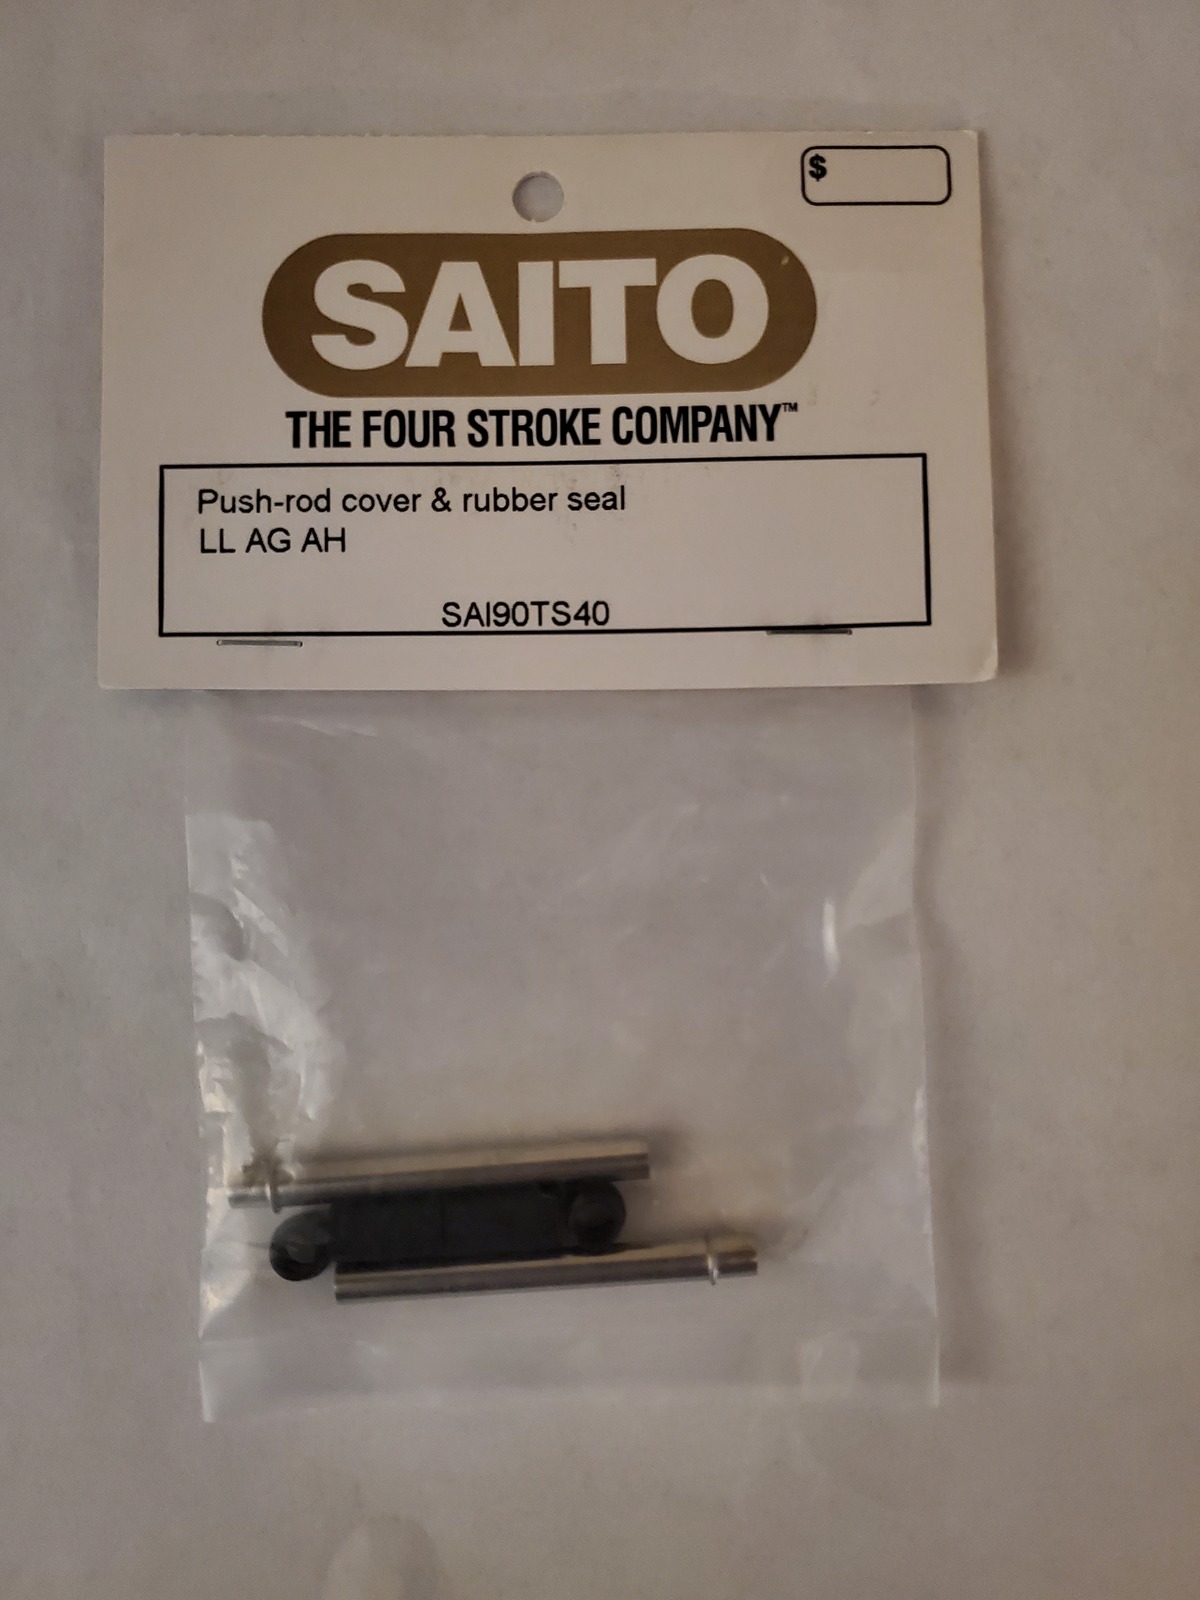 $
SAITO
THE FOUR STROKE COMPANY™
Push-rod cover & rubber seal
LL AG AH
SAI90TS40